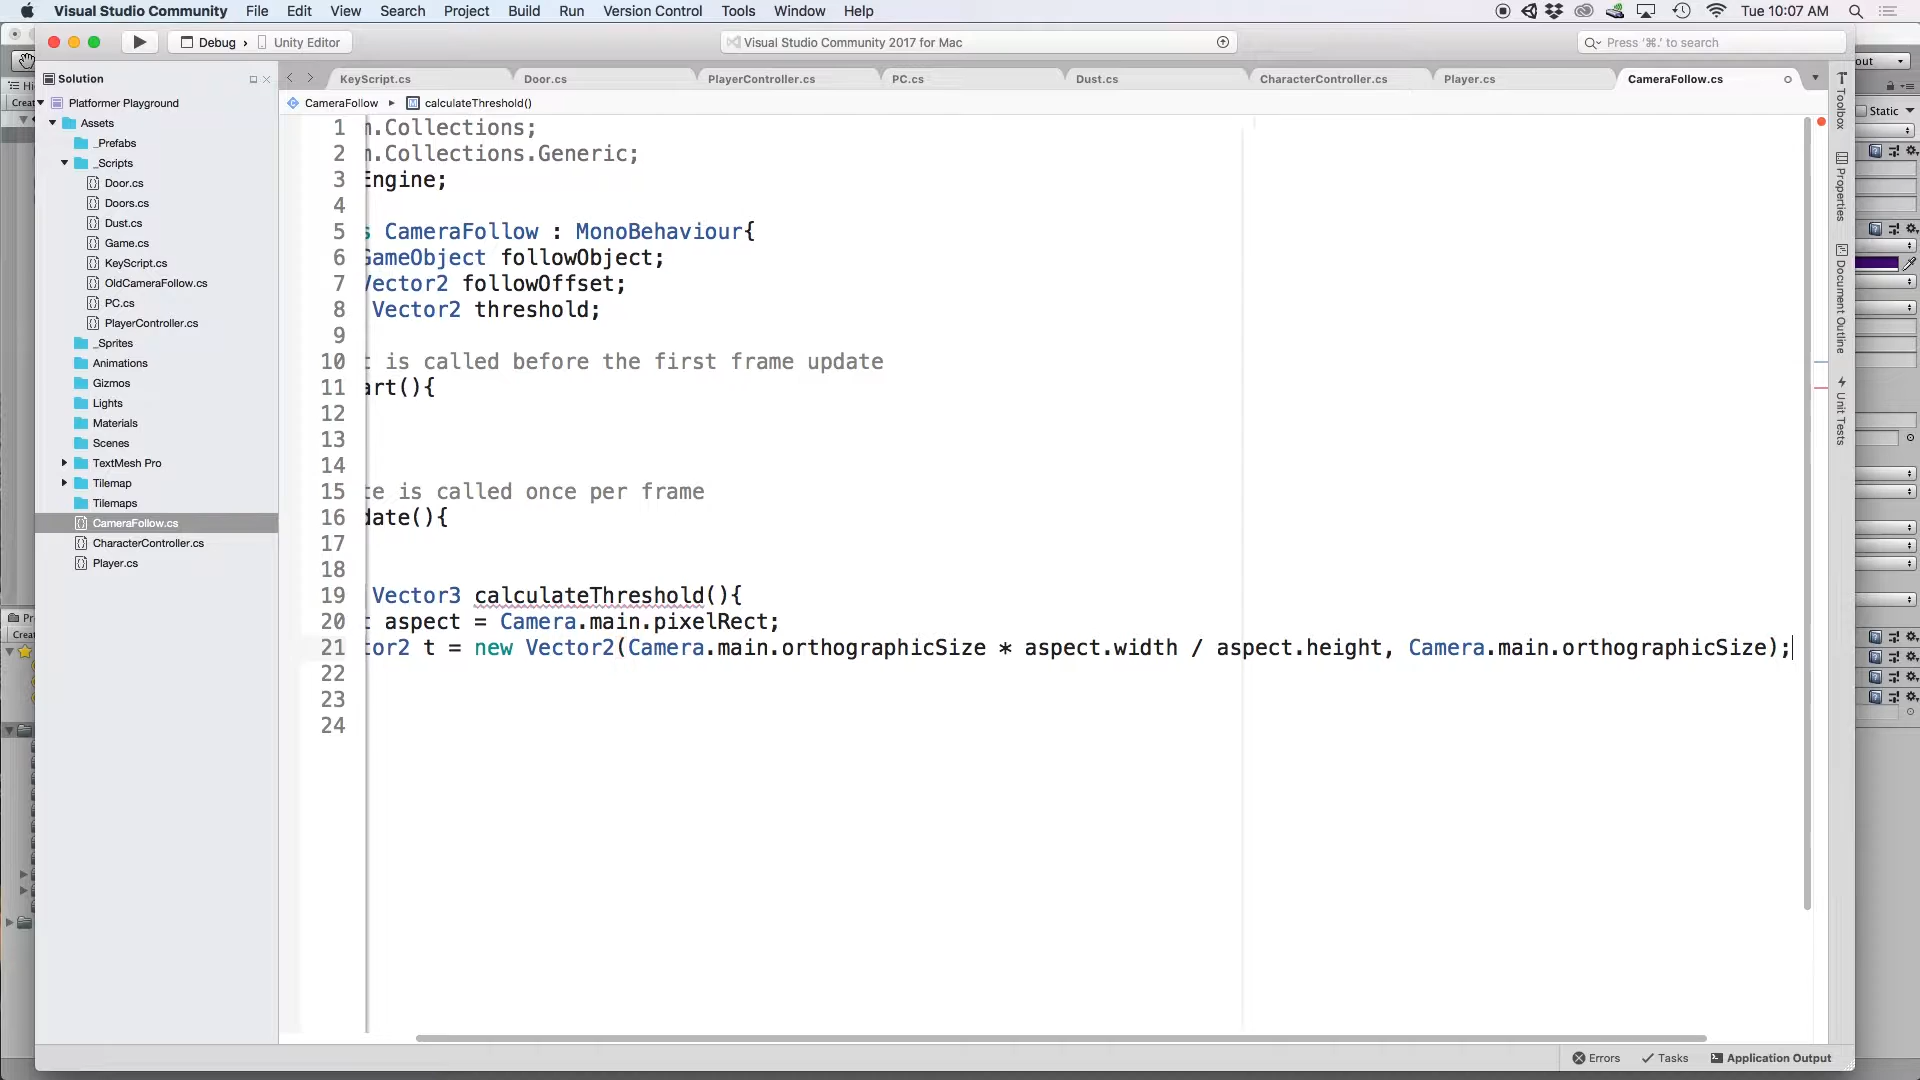 Visual Studio Community File Edit View Search Project Build Run Version Control Tools Window Help Tue 10:07 AM
Debug › Unity Editor Visual Studio Community 2017 for Mac Press '⌘.' to search
Solution
KeyScript.cs Door.cs PlayerController.cs PC.cs Dust.cs CharacterController.cs Player.cs CameraFollow.cs
CameraFollow ▸ calculateThreshold()
Platformer Playground
Assets
_Prefabs
_Scripts
Door.cs
Doors.cs
Dust.cs
Game.cs
KeyScript.cs
OldCameraFollow.cs
PC.cs
PlayerController.cs
_Sprites
Animations
Gizmos
Lights
Materials
Scenes
TextMesh Pro
Tilemap
Tilemaps
CameraFollow.cs
CharacterController.cs
Player.cs
1 m.Collections;
2 m.Collections.Generic;
3 Engine;
4
5 s CameraFollow : MonoBehaviour{
6 GameObject followObject;
7 Vector2 followOffset;
8 Vector2 threshold;
9
10 t is called before the first frame update
11 art(){
12
13
14
15 te is called once per frame
16 date(){
17
18
19 Vector3 calculateThreshold(){
20 t aspect = Camera.main.pixelRect;
21 tor2 t = new Vector2(Camera.main.orthographicSize * aspect.width / aspect.height, Camera.main.orthographicSize);
22
23
24
Toolbox
Properties
Document Outline
Unit Tests
out
Static
Hi
Creat
Pr
Creat
Errors Tasks Application Output